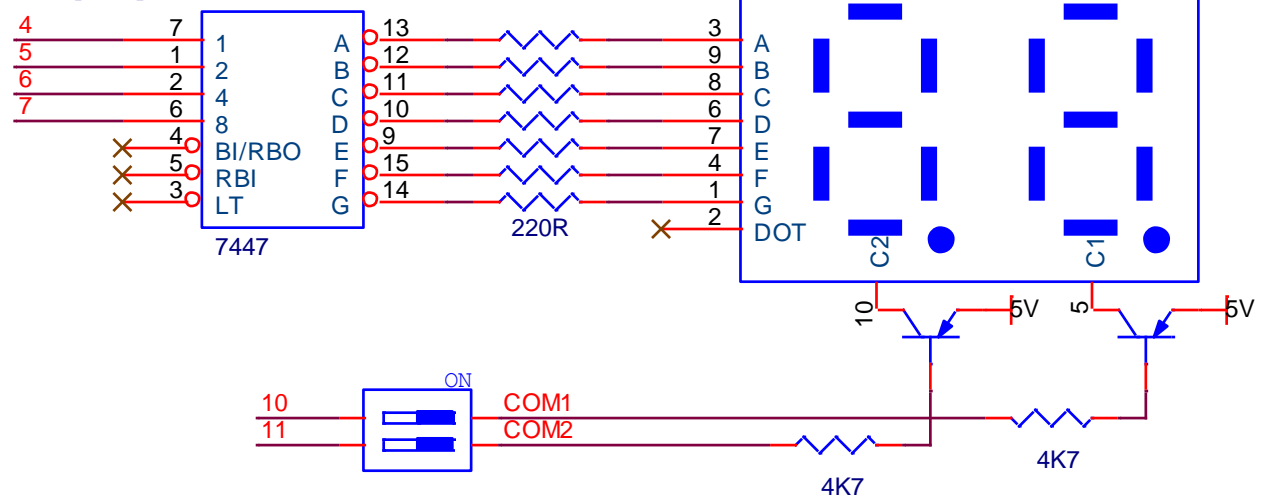 4 7 1 A 13 3 A
5 1 2 B 12 9 B
6 2 4 C 11 8 C
7 6 8 D 10 6 D
4 BI/RBO E 9 7 E
5 RBI F 15 4 F
3 LT G 14 1 G
7447 220R 2 DOT
C2 C1
10 5V 5 5V
ON
10 COM1
11 COM2
4K7
4K7